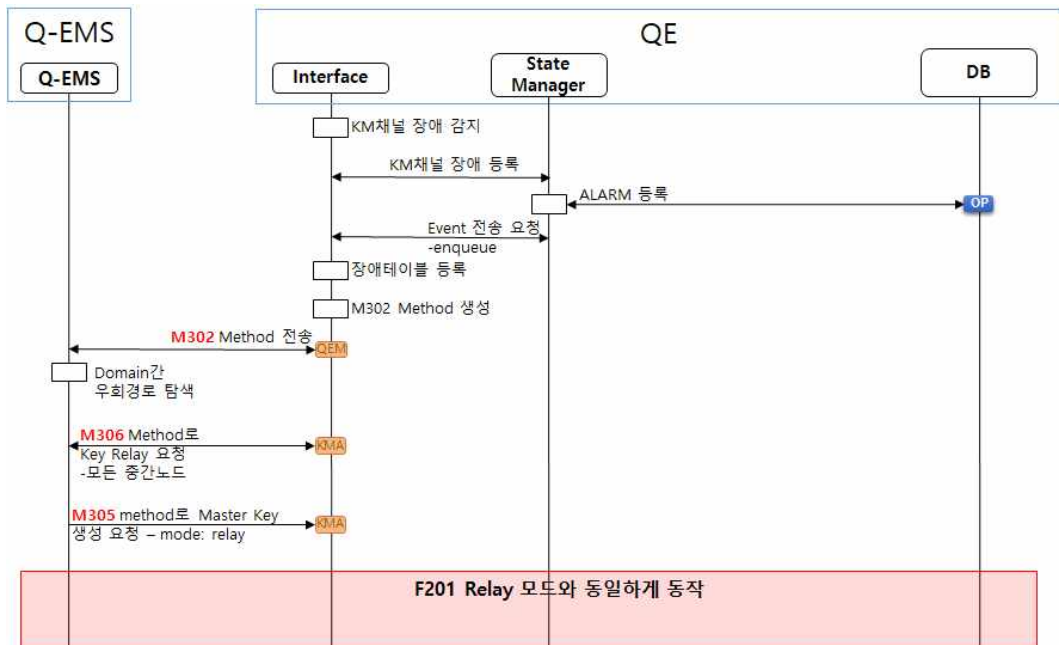 Q-EMS
QE
Q-EMS
Interface
State
Manager
DB
KM채널 장애 감지
KM채널 장애 등록
ALARM 등록
OP
Event 전송 요청
-enqueue
장애테이블 등록
M302 Method 생성
M302 Method 전송
QEM
Domain간
우회경로 탐색
M306 Method로
Key Relay 요청
-모든 중간노드
KMA
M305 method로 Master Key
생성 요청 – mode: relay
KMA
F201 Relay 모드와 동일하게 동작